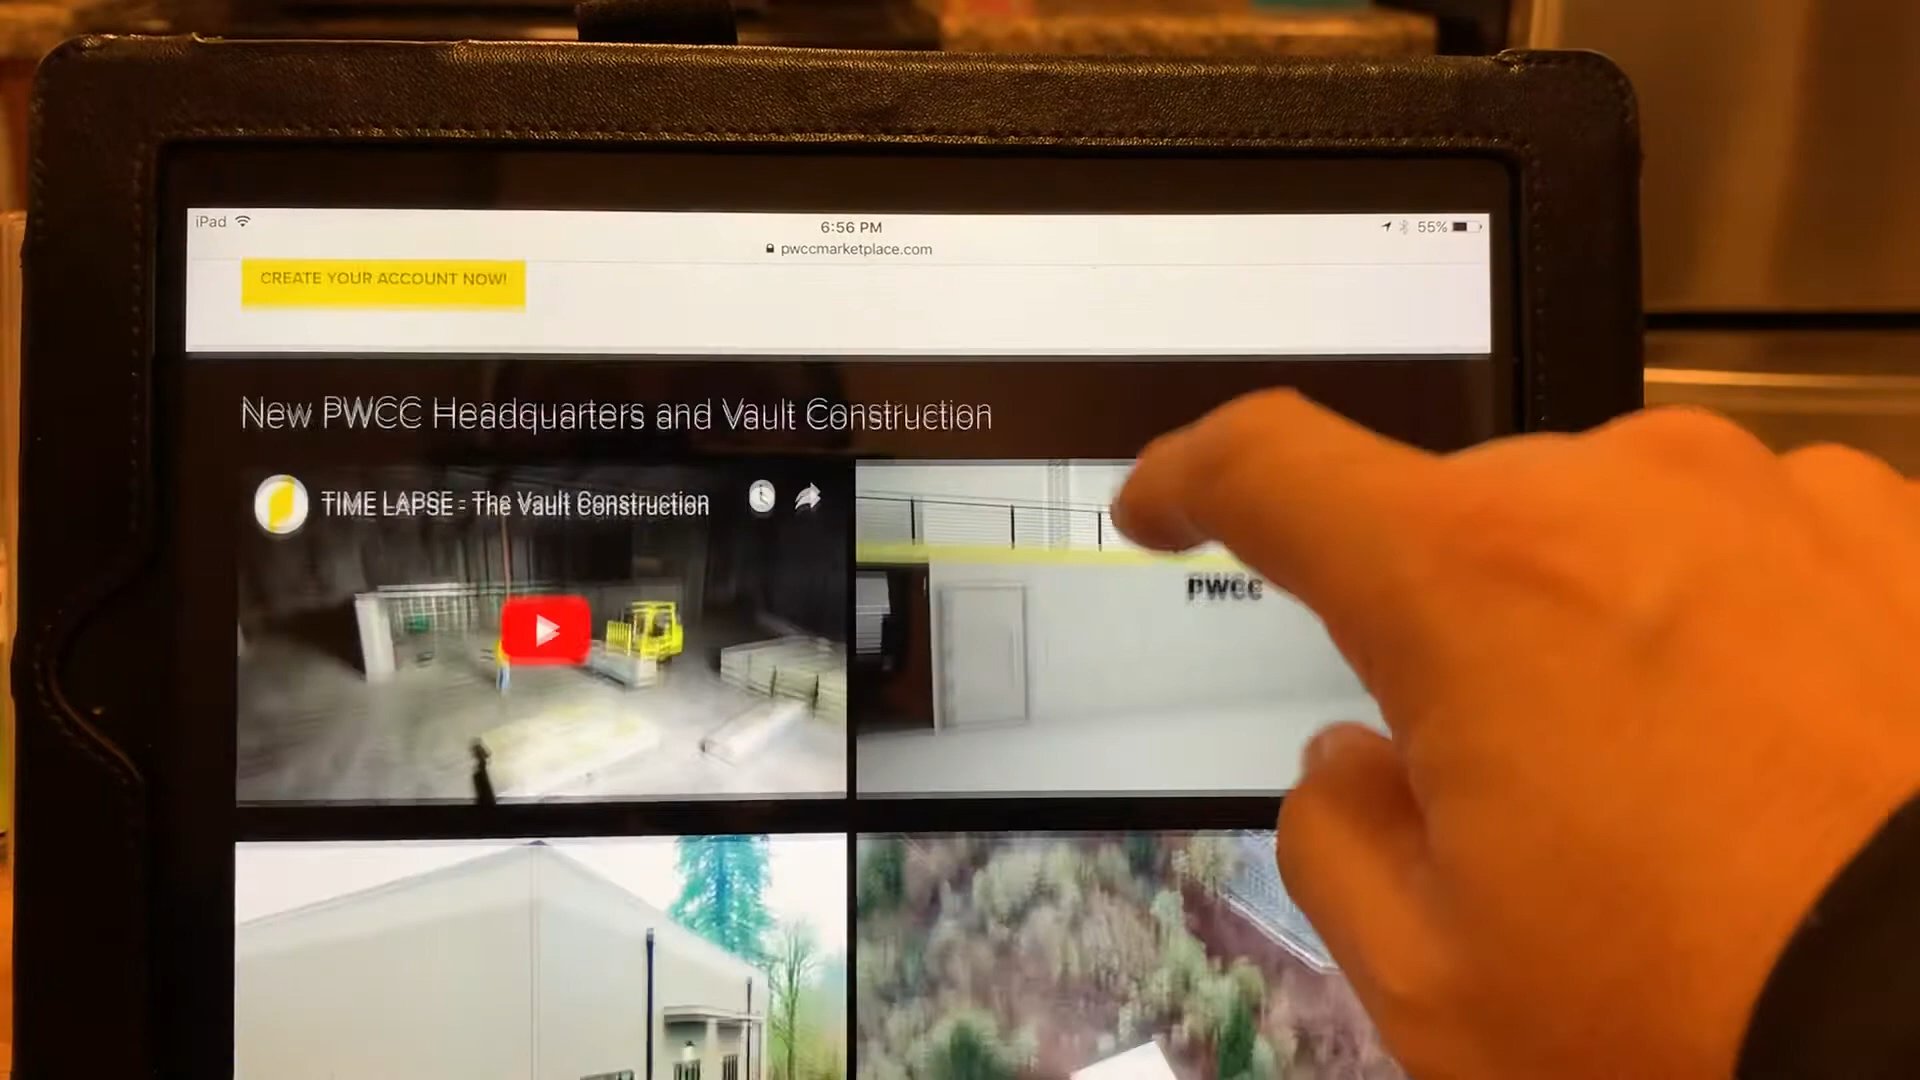 iPad
6:56 PM
55%
pwccmarketplace.com
CREATE YOUR ACCOUNT NOW!
New PWCC Headquarters and Vault Construction
TIME LAPSE - The Vault Construction
PWCC